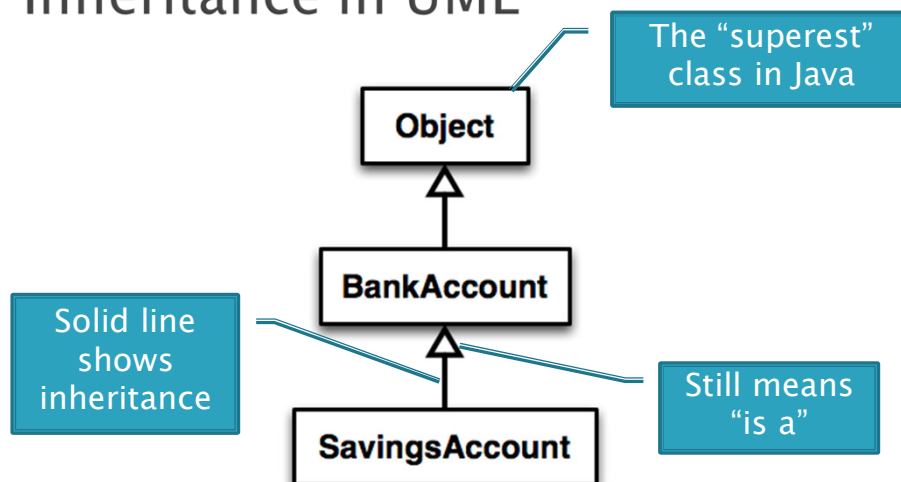 Inheritance in UML
The “superest”
class in Java
Object
BankAccount
Solid line
shows
inheritance
Still means
“is a”
SavingsAccount